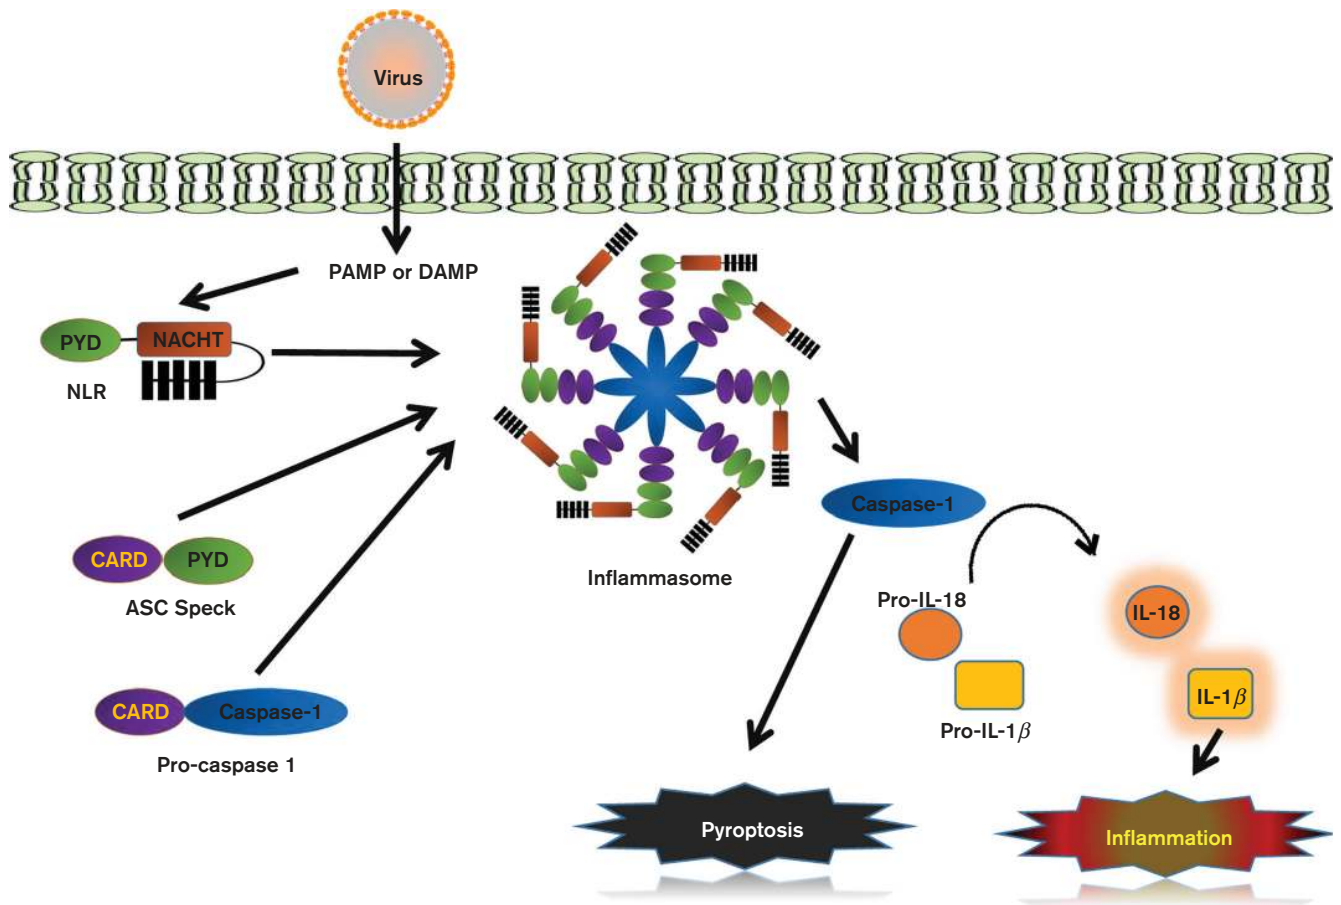 Virus
PAMP or DAMP
PYD
NACHT
NLR
CARD
PYD
ASC Speck
CARD
Caspase-1
Pro-caspase 1
Inflammasome
Caspase-1
Pro-IL-18
Pro-IL-1β
IL-18
IL-1β
Pyroptosis
Inflammation